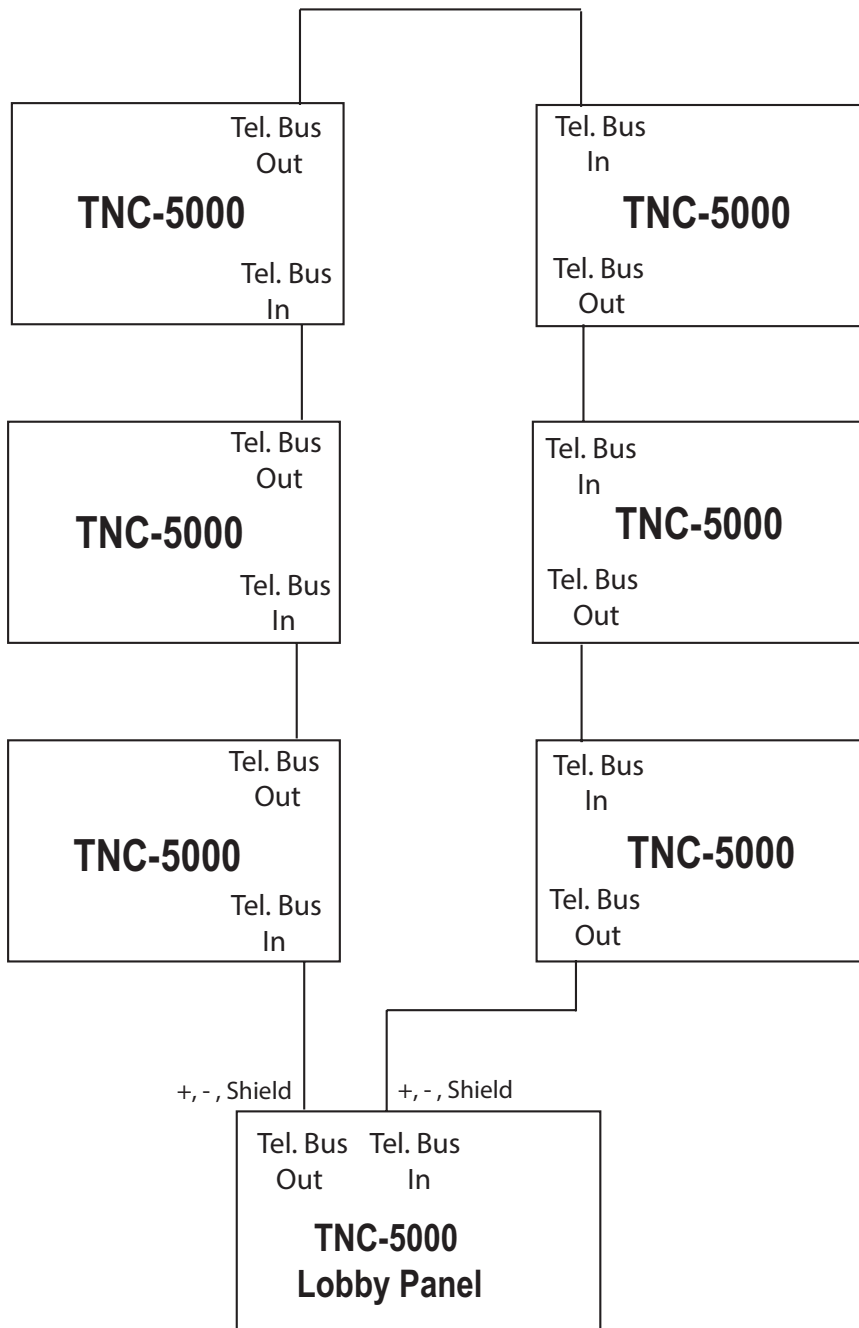 Tel. Bus
Out
TNC-5000
Tel. Bus
In
Tel. Bus
In
TNC-5000
Tel. Bus
Out
Tel. Bus
Out
TNC-5000
Tel. Bus
In
Tel. Bus
In
TNC-5000
Tel. Bus
Out
Tel. Bus
Out
TNC-5000
Tel. Bus
In
Tel. Bus
In
TNC-5000
Tel. Bus
Out
+, - , Shield
+, - , Shield
Tel. Bus
Out
Tel. Bus
In
TNC-5000
Lobby Panel